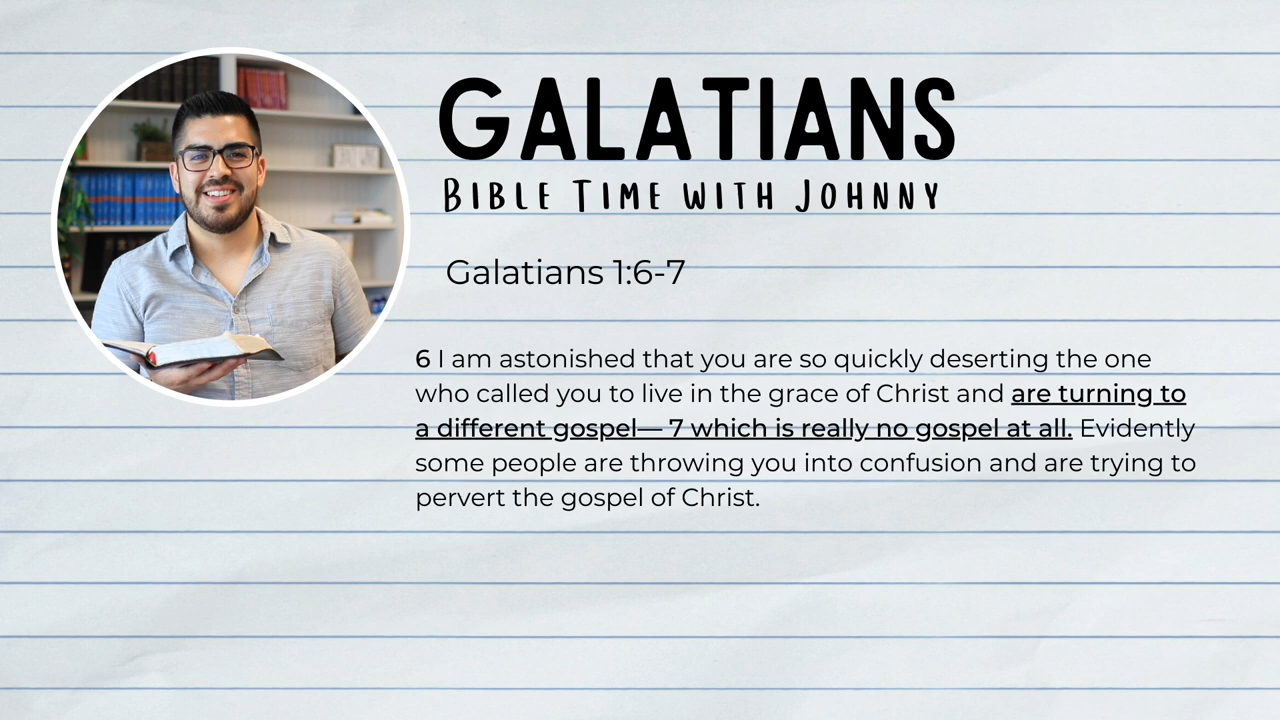 GALATIANS
BIBLE TIME WITH JOHNNY
Galatians 1:6-7
6 I am astonished that you are so quickly deserting the one
who called you to live in the grace of Christ and are turning to
a different gospel— 7 which is really no gospel at all. Evidently
some people are throwing you into confusion and are trying to
pervert the gospel of Christ.